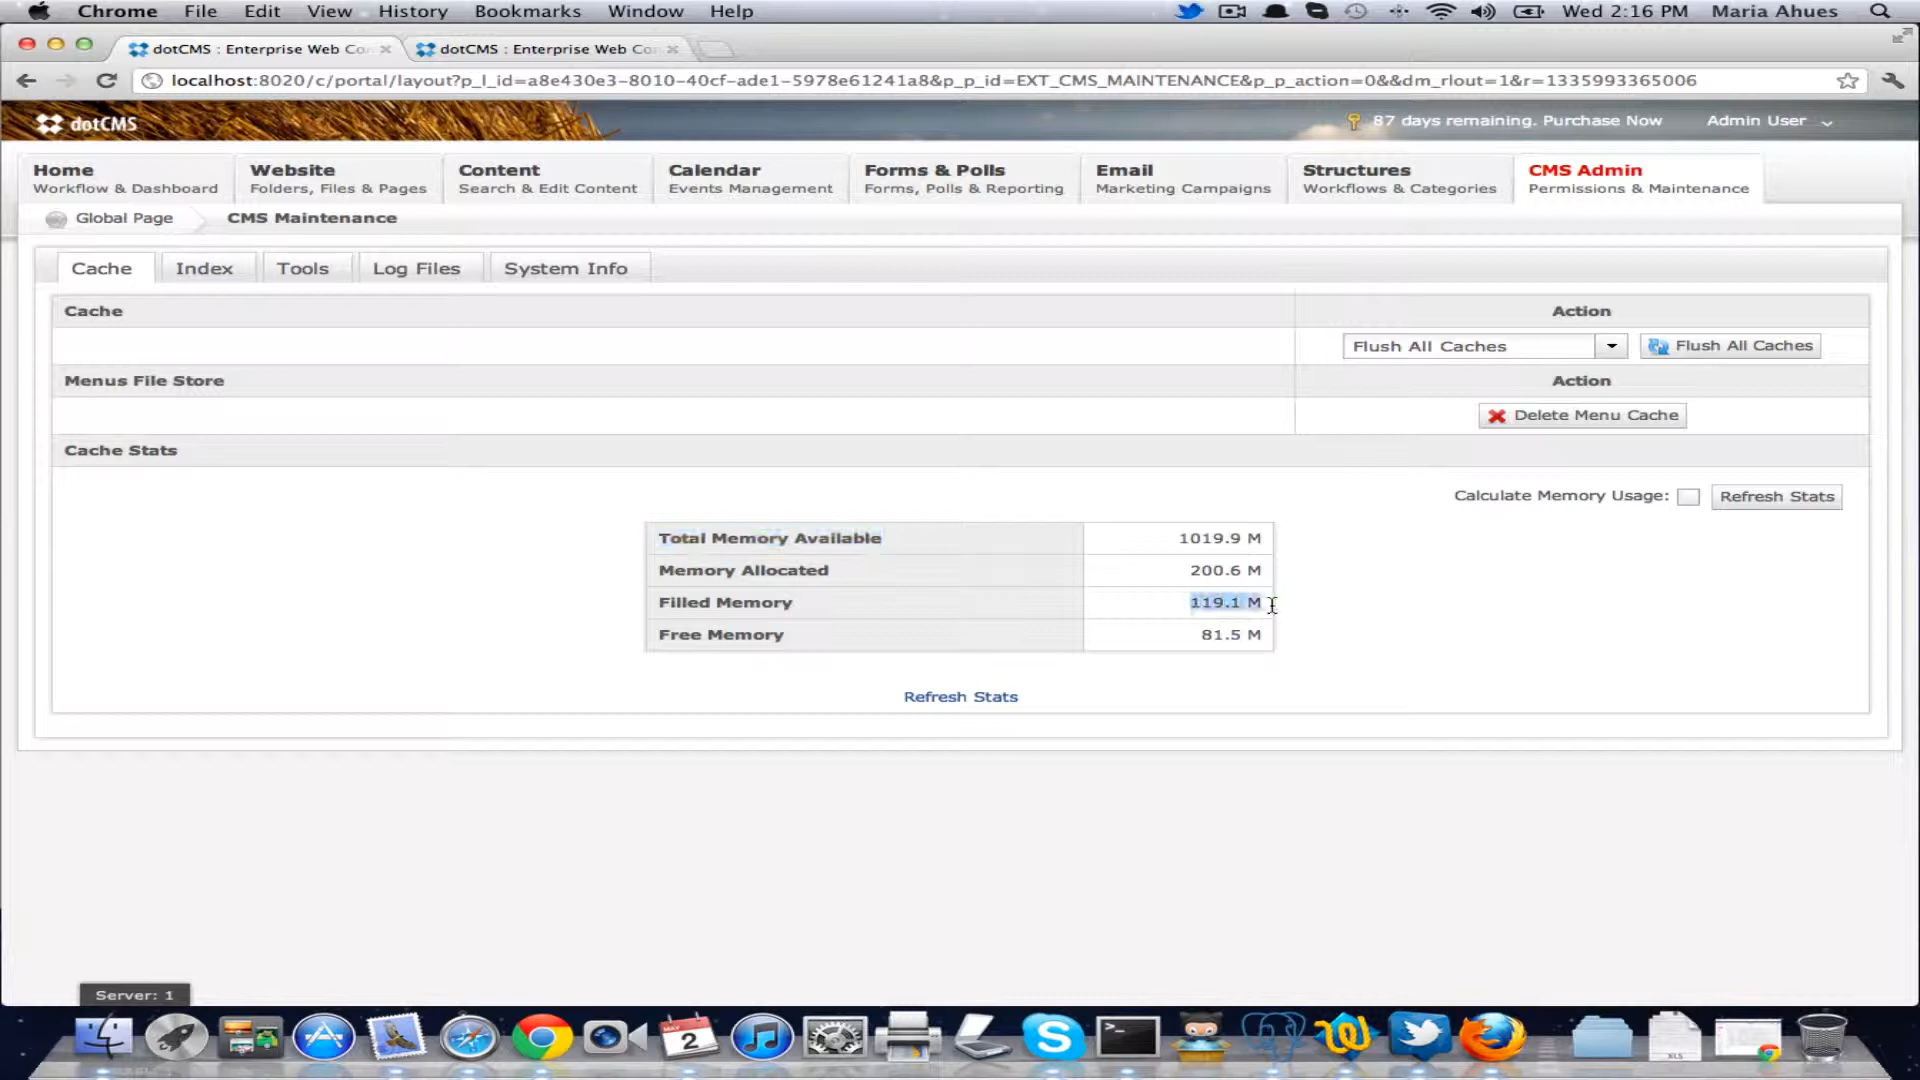 Chrome File Edit View History Bookmarks Window Help Wed 2:16 PM Maria Ahues
dotCMS : Enterprise Web Co dotCMS : Enterprise Web Co
localhost:8020/c/portal/layout?p_l_id=a8e430e3-8010-40cf-ade1-5978e61241a8&p_p_id=EXT_CMS_MAINTENANCE&p_p_action=0&&dm_rlout=1&r=1335993365006
dotCMS 87 days remaining. Purchase Now Admin User
Home Website Content Calendar Forms & Polls Email Structures CMS Admin
Workflow & Dashboard Folders, Files & Pages Search & Edit Content Events Management Forms, Polls & Reporting Marketing Campaigns Workflows & Categories Permissions & Maintenance
Global Page CMS Maintenance
Cache Index Tools Log Files System Info
Cache Action
Flush All Caches Flush All Caches
Menus File Store Action
Delete Menu Cache
Cache Stats
Calculate Memory Usage: Refresh Stats
Total Memory Available 1019.9 M
Memory Allocated 200.6 M
Filled Memory 119.1 M
Free Memory 81.5 M
Refresh Stats
Server: 1
MAY
2
XLS